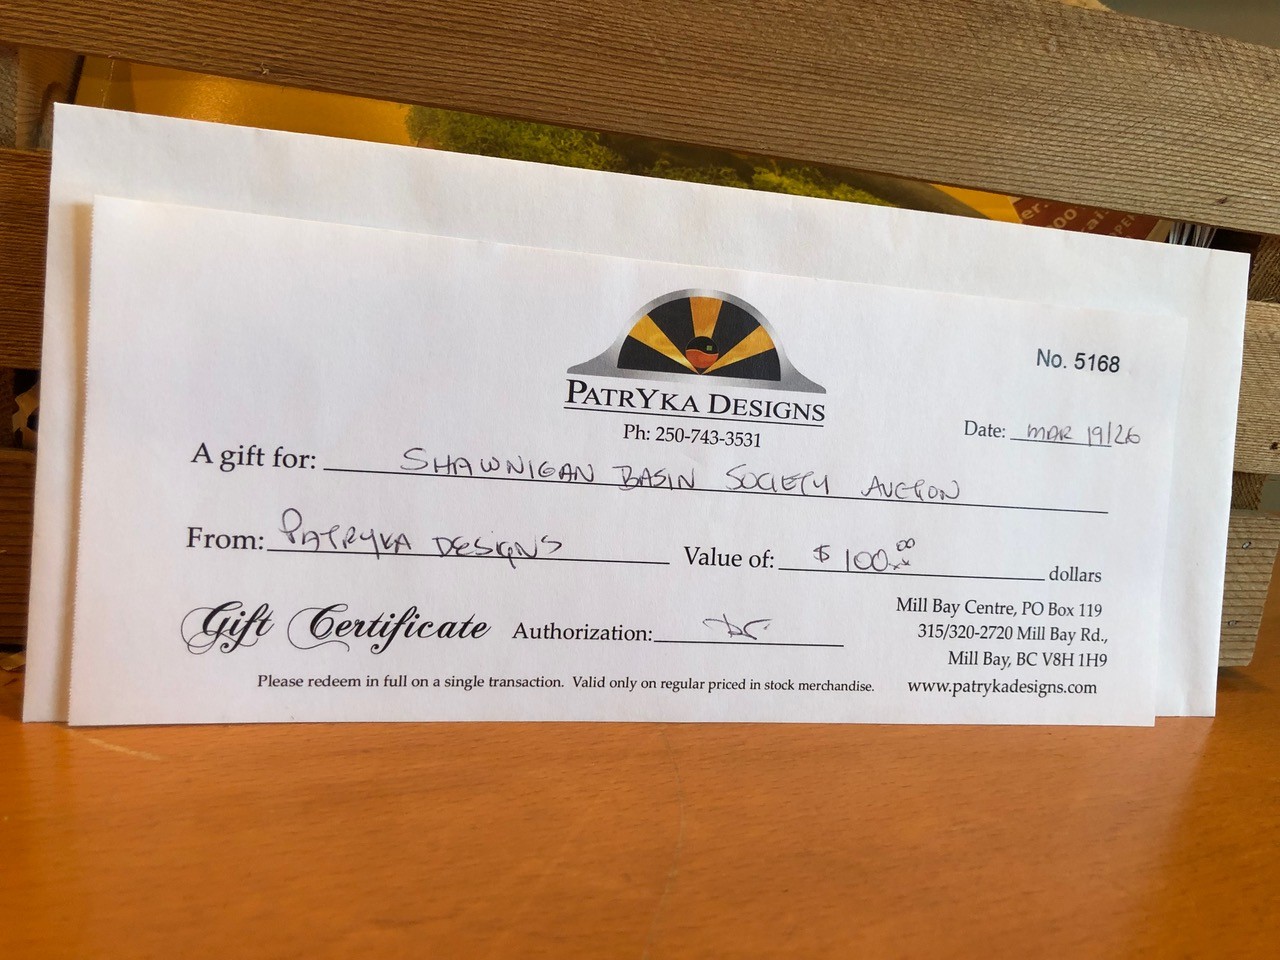 No. 5168
PATRYKA DESIGNS
Ph: 250-743-3531
Date: MAR 19/26
A gift for: SHAWNIGAN BASIN SOCIETY AUCTION
From: PATRYKA DESIGNS Value of: $ 100.00 dollars
Gift Certificate Authorization:
Mill Bay Centre, PO Box 119
315/320-2720 Mill Bay Rd.,
Mill Bay, BC V8H 1H9
Please redeem in full on a single transaction. Valid only on regular priced in stock merchandise.
www.patrykadesigns.com